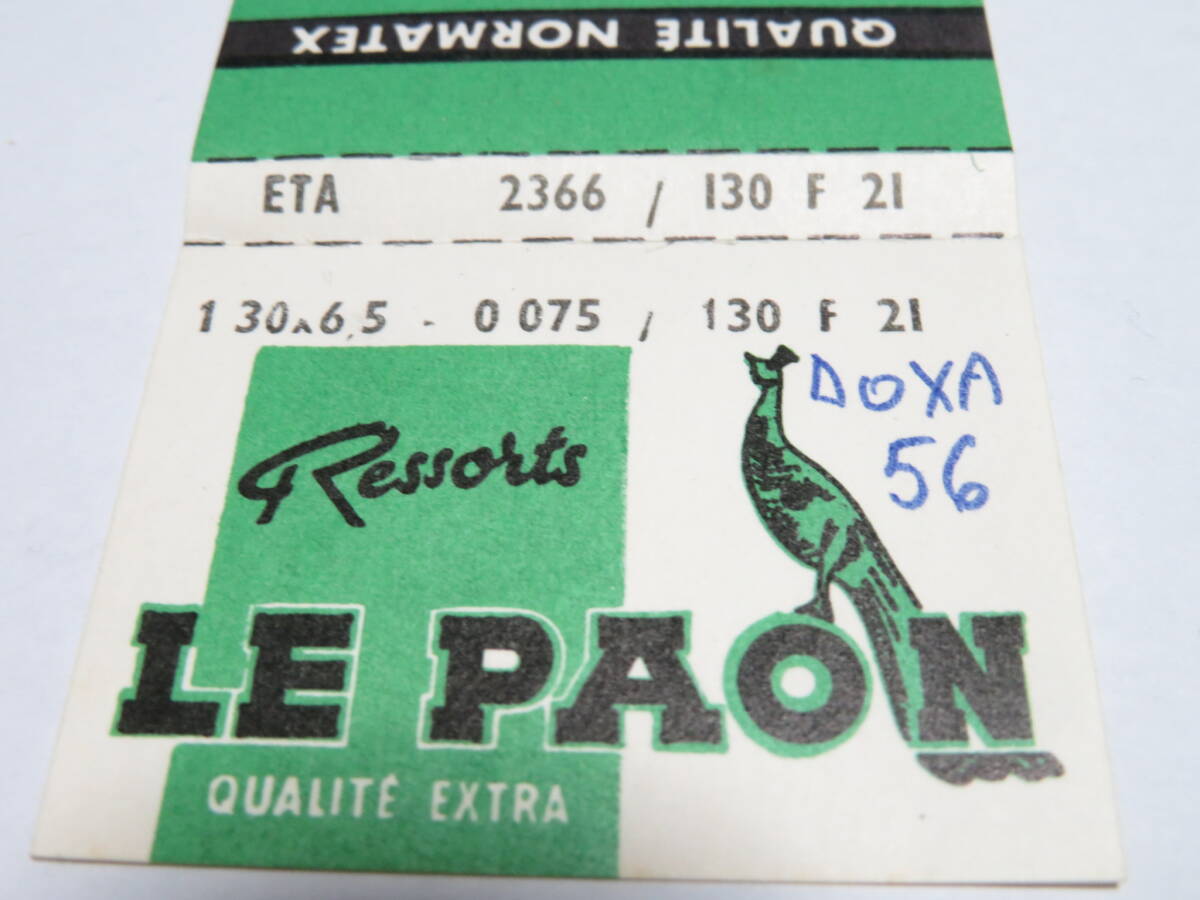 QUALITÉ NORMATEX
ETA 2366 / 130 F 21
1 30x6,5 - 0 075 / 130 F 21
DOXA
56
Ressorts
LE PAON
QUALITÉ EXTRA